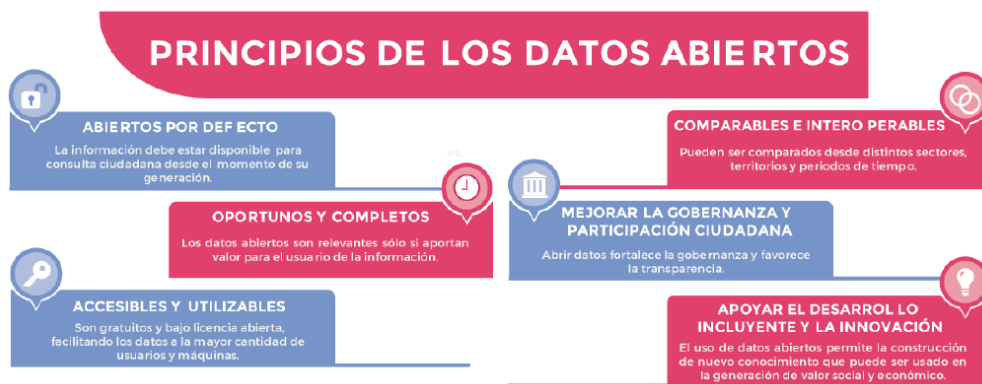 PRINCIPIOS DE LOS DATOS ABIERTOS
ABIERTOS POR DEFECTO
La información debe estar disponible para
consulta ciudadana desde el momento de su
generación.
OPORTUNOS Y COMPLETOS
Los datos abiertos son relevantes sólo si aportan
valor para el usuario de la información.
ACCESIBLES Y UTILIZABLES
Son gratuitos y bajo licencia abierta,
facilitando los datos a la mayor cantidad de
usuarios y máquinas.
COMPARABLES E INTEROPERABLES
Pueden ser comparados desde distintos sectores,
territorios y periodos de tiempo.
MEJORAR LA GOBERNANZA Y
PARTICIPACIÓN CIUDADANA
Abrir datos fortalece la gobernanza y favorece
la transparencia.
APOYAR EL DESARROLLO
INCLUYENTE Y LA INNOVACIÓN
El uso de datos abiertos permite la construcción
de nuevo conocimiento que puede ser usado en
la generación de valor social y económico.